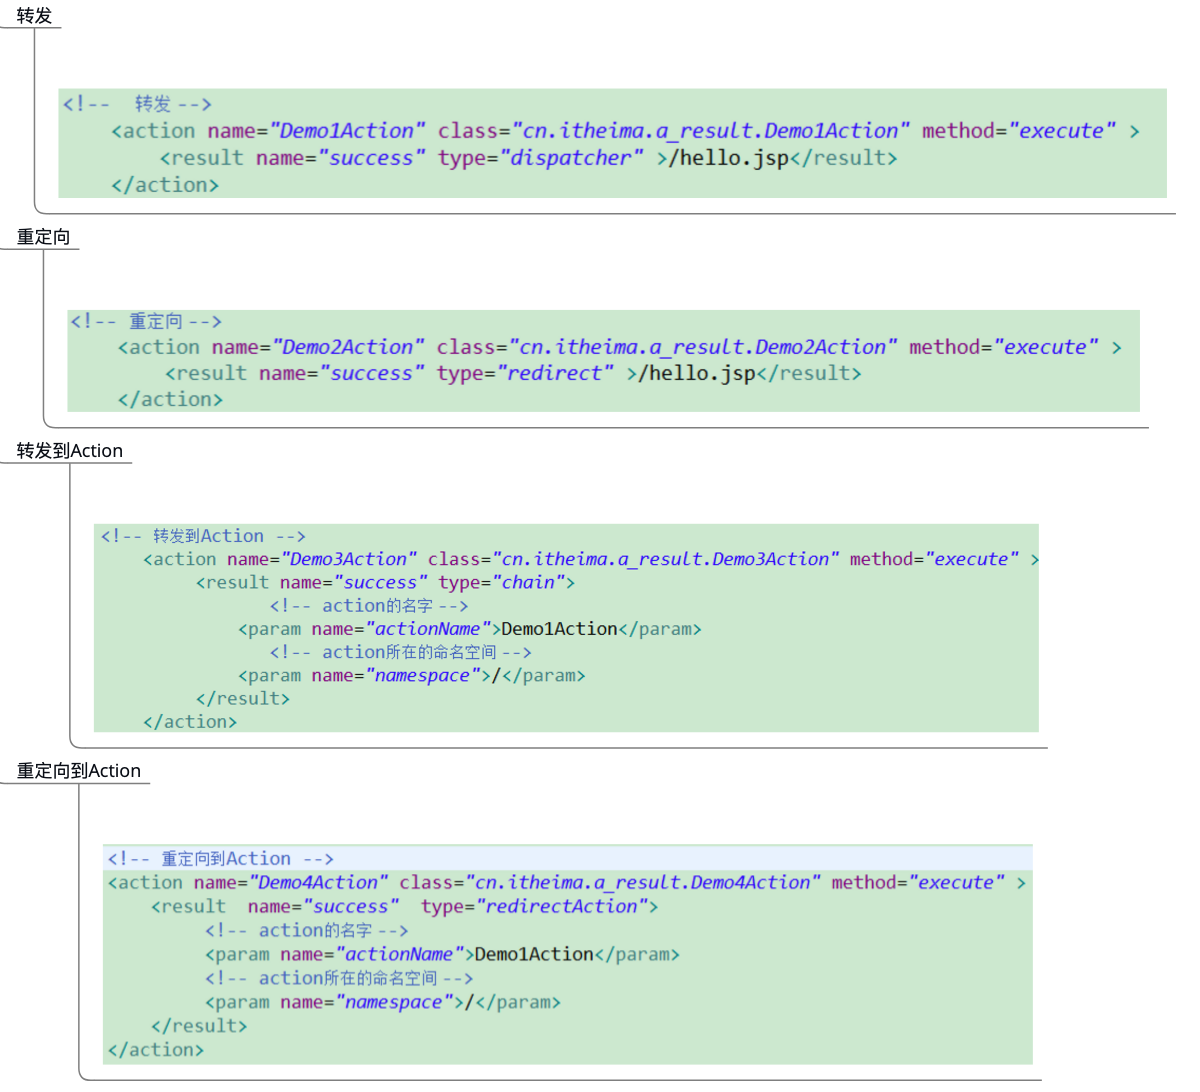 转发
<!--  转发 -->
<action name="Demo1Action" class="cn.itheima.a_result.Demo1Action" method="execute" >
<result name="success" type="dispatcher" >/hello.jsp</result>
</action>
重定向
<!-- 重定向 -->
<action name="Demo2Action" class="cn.itheima.a_result.Demo2Action" method="execute" >
<result name="success" type="redirect" >/hello.jsp</result>
</action>
转发到Action
<!-- 转发到Action -->
<action name="Demo3Action" class="cn.itheima.a_result.Demo3Action" method="execute" >
<result name="success" type="chain">
<!-- action的名字 -->
<param name="actionName">Demo1Action</param>
<!-- action所在的命名空间 -->
<param name="namespace">/</param>
</result>
</action>
重定向到Action
<!-- 重定向到Action -->
<action name="Demo4Action" class="cn.itheima.a_result.Demo4Action" method="execute" >
<result  name="success"  type="redirectAction">
<!-- action的名字 -->
<param name="actionName">Demo1Action</param>
<!-- action所在的命名空间 -->
<param name="namespace">/</param>
</result>
</action>